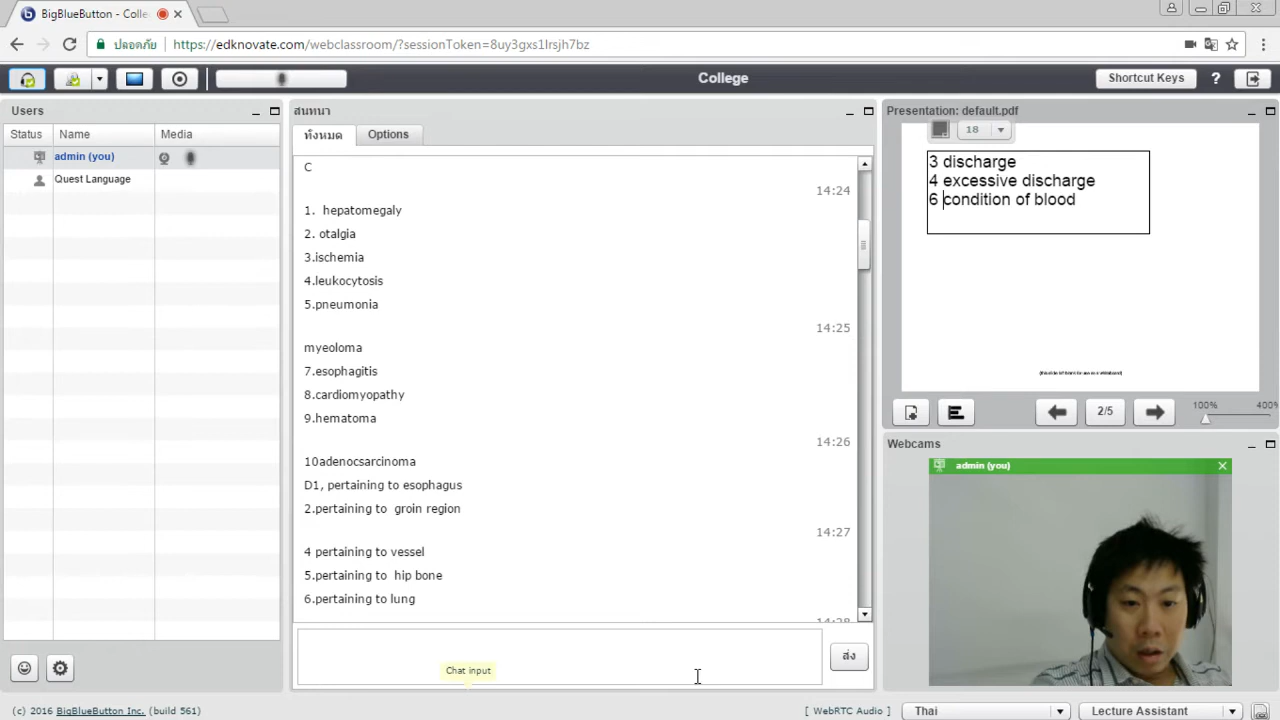 BigBlueButton - Colle
ปลอดภัย
https://edknovate.com/webclassroom/?sessionToken=8uy3gxs1lrsjh7bz
College
Shortcut Keys
?
Users
Status
Name
Media
admin (you)
Quest Language
สนทนา
ทั้งหมด
Options
C
14:24
1. hepatomegaly
2. otalgia
3.ischemia
4.leukocytosis
5.pneumonia
14:25
myeoloma
7.esophagitis
8.cardiomyopathy
9.hematoma
14:26
10adenocsarcinoma
D1, pertaining to esophagus
2.pertaining to groin region
14:27
4 pertaining to vessel
5.pertaining to hip bone
6.pertaining to lung
14:28
Chat input
ส่ง
Presentation: default.pdf
18
3 discharge
4 excessive discharge
6 condition of blood
2/5
100%
400%
Webcams
admin (you)
(c) 2016 BigBlueButton Inc. (build 561)
[ WebRTC Audio ]
Thai
Lecture Assistant